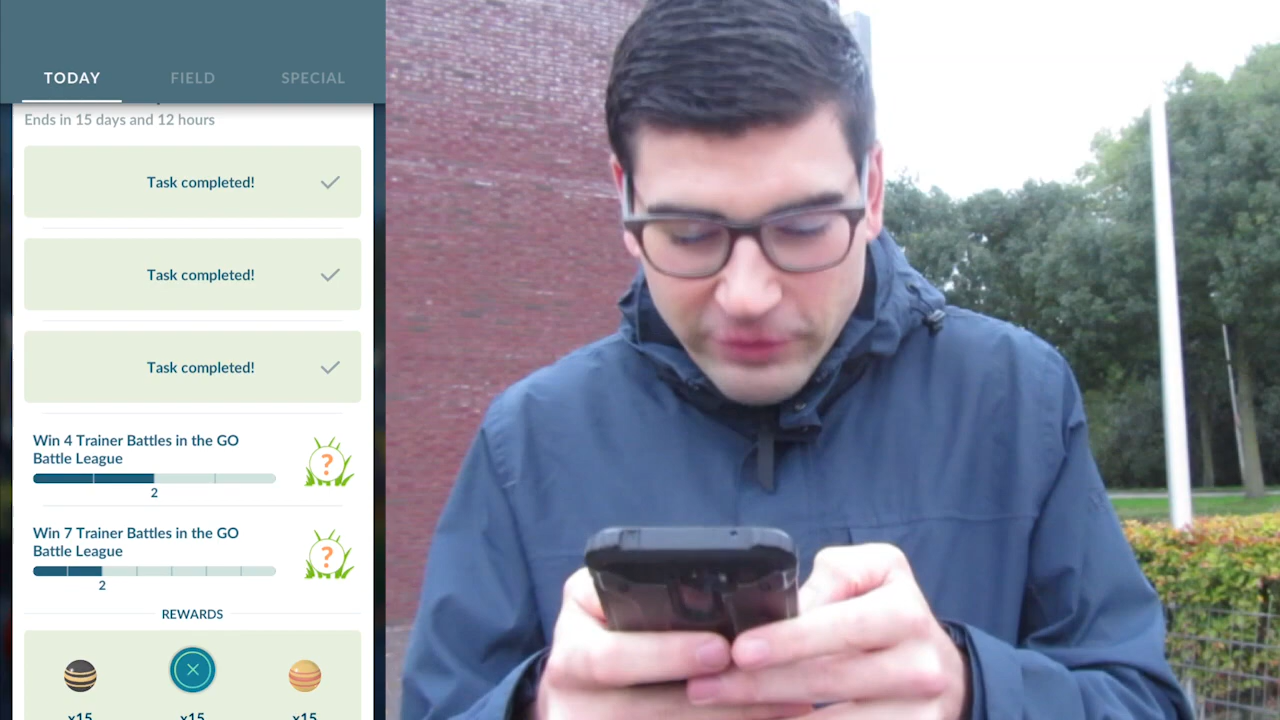 TODAY
FIELD
SPECIAL
Ends in 15 days and 12 hours
Task completed!
Task completed!
Task completed!
Win 4 Trainer Battles in the GO
Battle League
2
?
Win 7 Trainer Battles in the GO
Battle League
2
?
REWARDS
x15
x15
x15